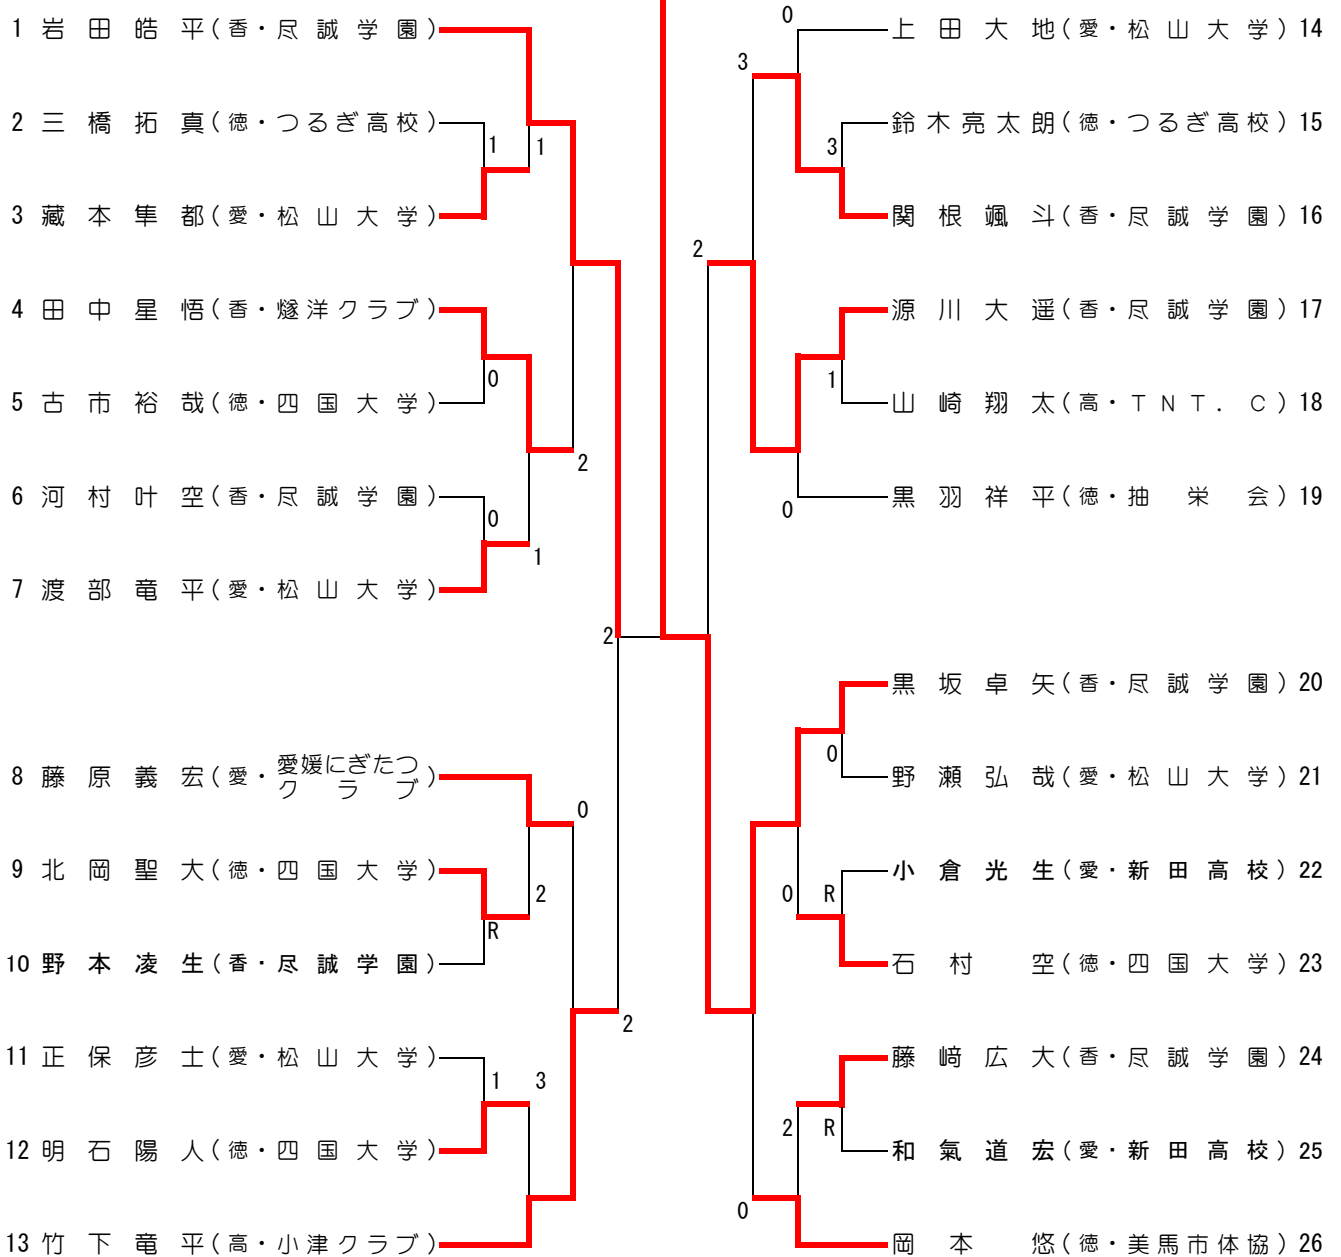 1 岩田皓平(香・尽誠学園)
2 三橋拓真(徳・つるぎ高校)
1
1
3 藏本隼都(愛・松山大学)
4 田中星悟(香・燧洋クラブ)
0
5 古市裕哉(徳・四国大学)
2
6 河村叶空(香・尽誠学園)
0
1
7 渡部竜平(愛・松山大学)
2
8 藤原義宏(愛・愛媛にぎたつ
クラブ)
0
9 北岡聖大(徳・四国大学)
2
R
10 野本凌生(香・尽誠学園)
2
11 正保彦士(愛・松山大学)
1
3
12 明石陽人(徳・四国大学)
13 竹下竜平(高・小津クラブ)
0
上田大地(愛・松山大学) 14
3
鈴木亮太朗(徳・つるぎ高校) 15
3
関根颯斗(香・尽誠学園) 16
2
源川大遥(香・尽誠学園) 17
1
山崎翔太(高・TNT.C) 18
黒羽祥平(徳・抽栄会) 19
0
黒坂卓矢(香・尽誠学園) 20
0
野瀬弘哉(愛・松山大学) 21
小倉光生(愛・新田高校) 22
0
R
石村空(徳・四国大学) 23
藤﨑広大(香・尽誠学園) 24
2
R
和氣道宏(愛・新田高校) 25
0
岡本悠(徳・美馬市体協) 26